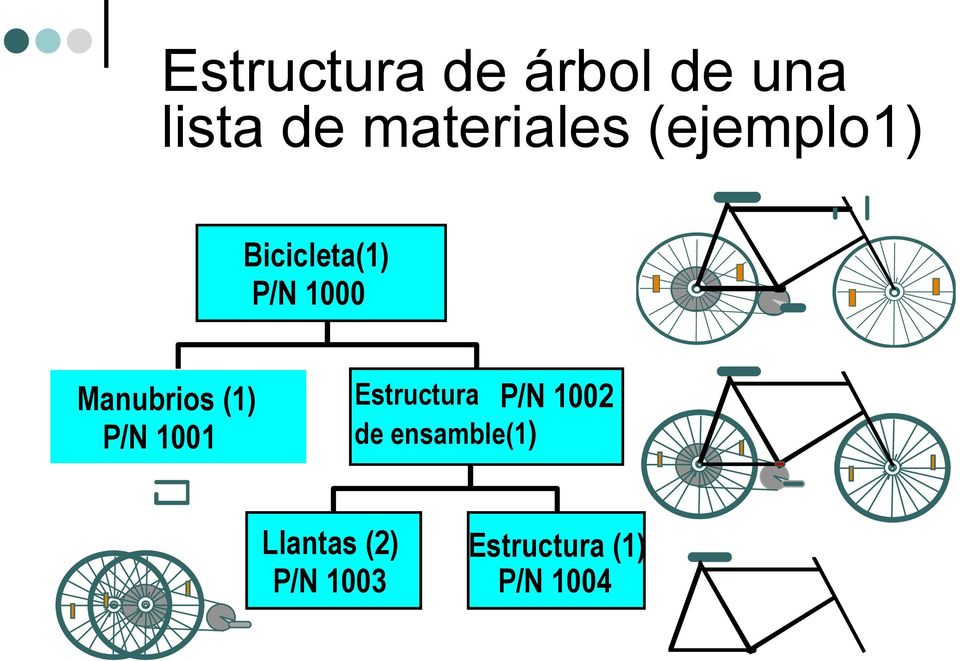 Estructura de árbol de una
lista de materiales (ejemplo1)
Bicicleta(1)
P/N 1000
Manubrios (1)
P/N 1001
Estructura P/N 1002
de ensamble(1)
Llantas (2)
P/N 1003
Estructura (1)
P/N 1004